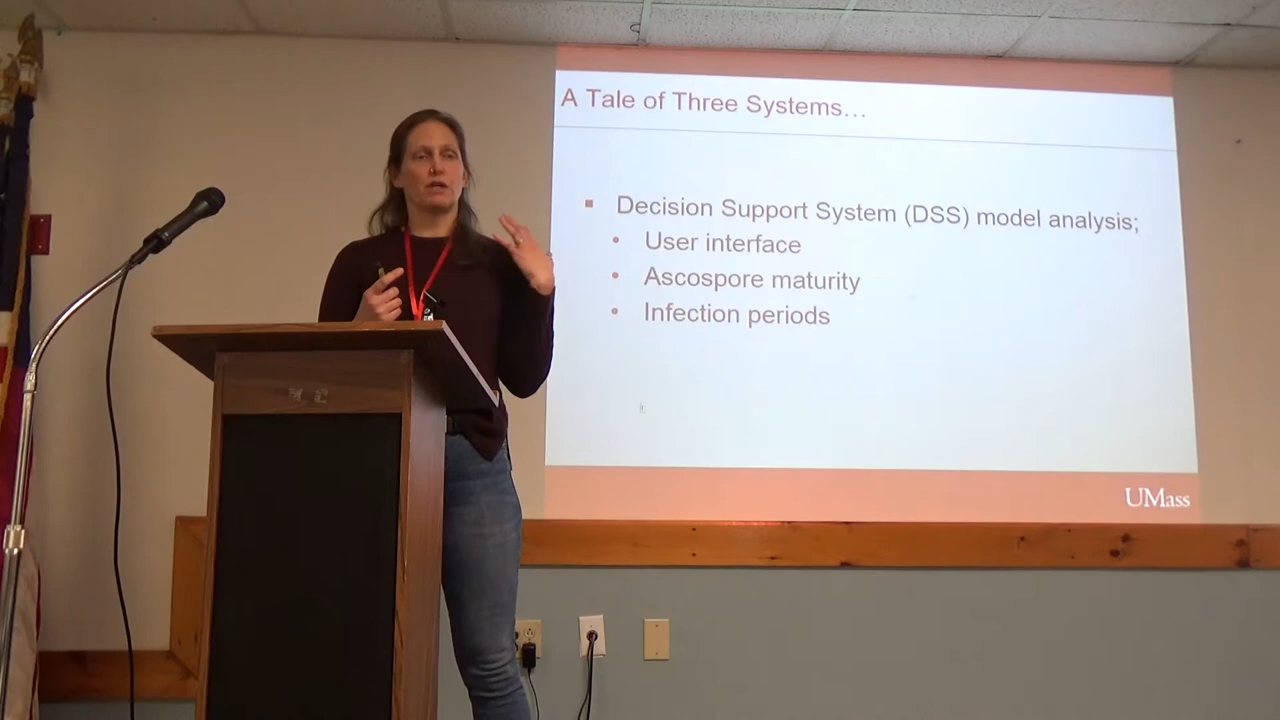 A Tale of Three Systems…
Decision Support System (DSS) model analysis;
User interface
Ascospore maturity
Infection periods
UMass